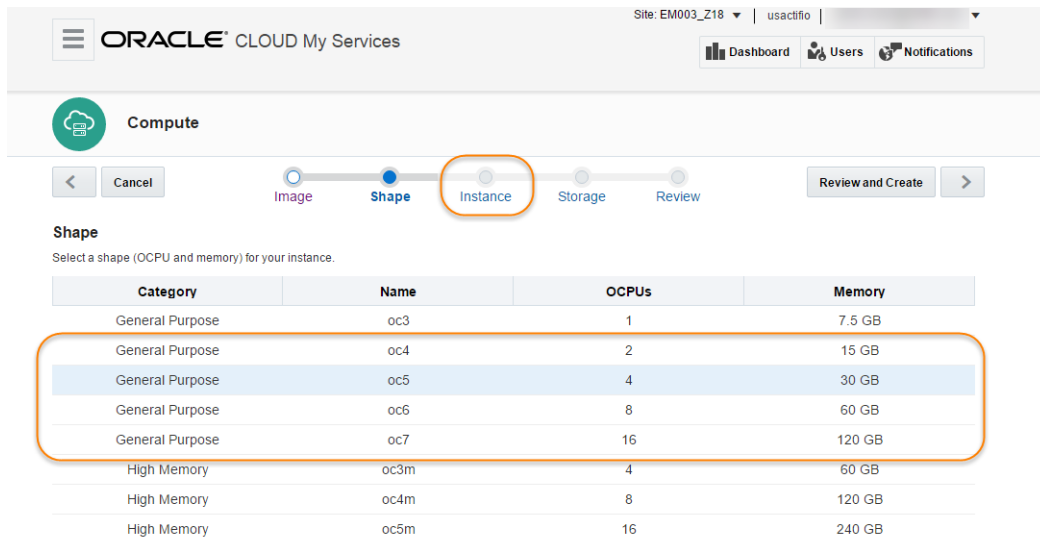 Site: EM003_Z18 usactifio
ORACLE® CLOUD My Services
Dashboard Users Notifications
Compute
Cancel Image Shape Instance Storage Review Review and Create
Shape
Select a shape (OCPU and memory) for your instance.
Category Name OCPUs Memory
General Purpose oc3 1 7.5 GB
General Purpose oc4 2 15 GB
General Purpose oc5 4 30 GB
General Purpose oc6 8 60 GB
General Purpose oc7 16 120 GB
High Memory oc3m 4 60 GB
High Memory oc4m 8 120 GB
High Memory oc5m 16 240 GB